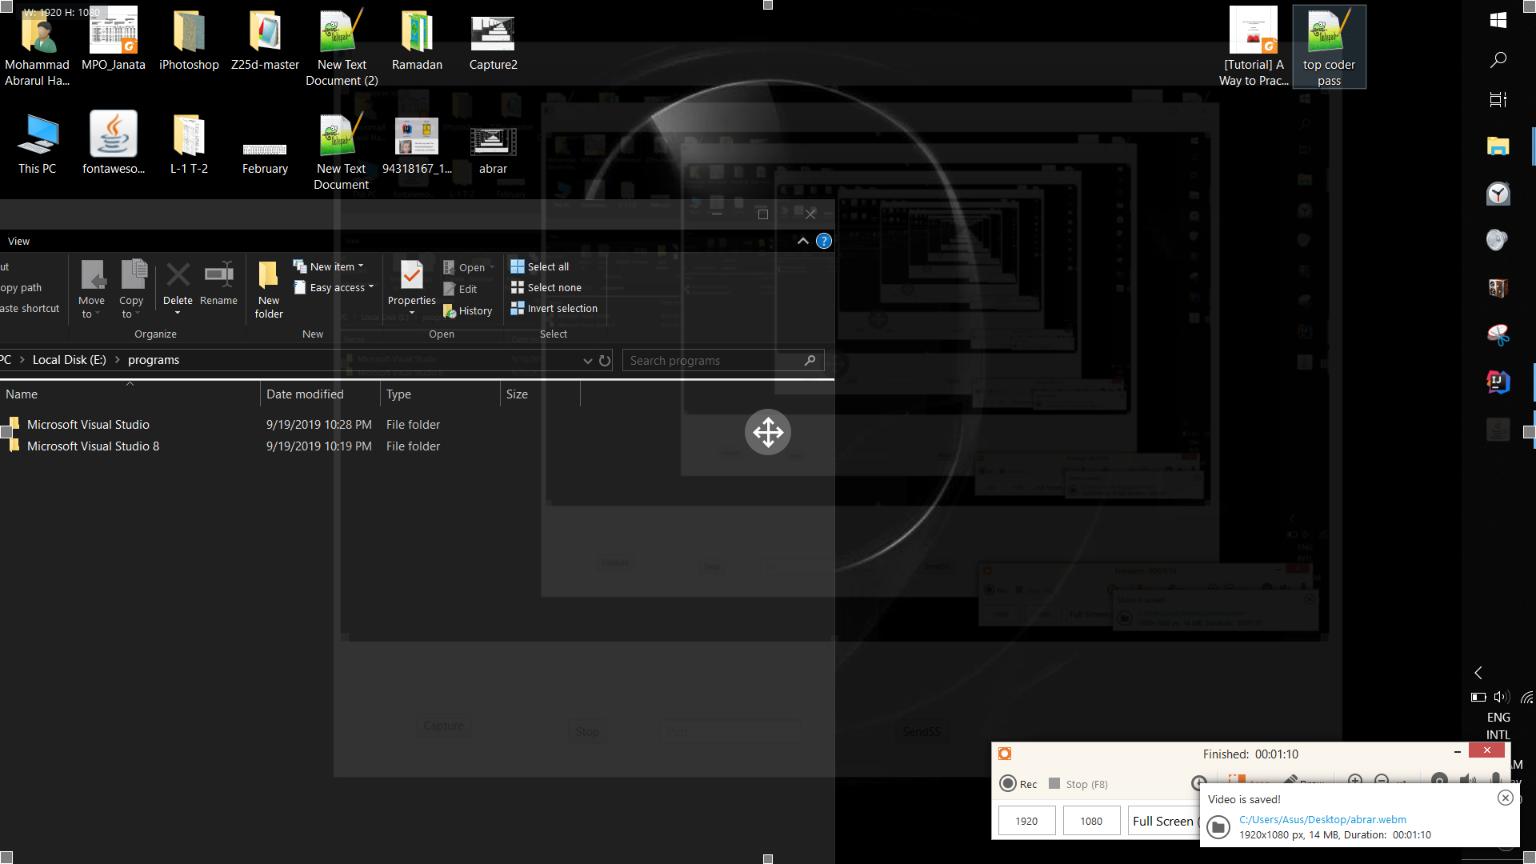 W: 1920 H: 1080
Mohammad
Abrarul Ha...
MPO_Janata
iPhotoshop
Z25d-master
New Text
Document (2)
Ramadan
Capture2
[Tutorial] A
Way to Prac...
top coder
pass
This PC
fontaweso...
L-1 T-2
February
New Text
Document
94318167_1...
abrar
View
ut
opy path
aste shortcut
Move
to
Copy
to
Delete
Rename
Organize
New
folder
New item
Easy access
New
Properties
Open
Edit
History
Open
Select all
Select none
Invert selection
Select
PC > Local Disk (E:) > programs
Search programs
Name
Date modified
Type
Size
Microsoft Visual Studio
9/19/2019 10:28 PM
File folder
Microsoft Visual Studio 8
9/19/2019 10:19 PM
File folder
Capture
Stop
SendSS
ENG
INTL
AM
Finished: 00:01:10
Rec
Stop (F8)
1920
1080
Full Screen (
Video is saved!
C:/Users/Asus/Desktop/abrar.webm
1920x1080 px, 14 MB, Duration: 00:01:10